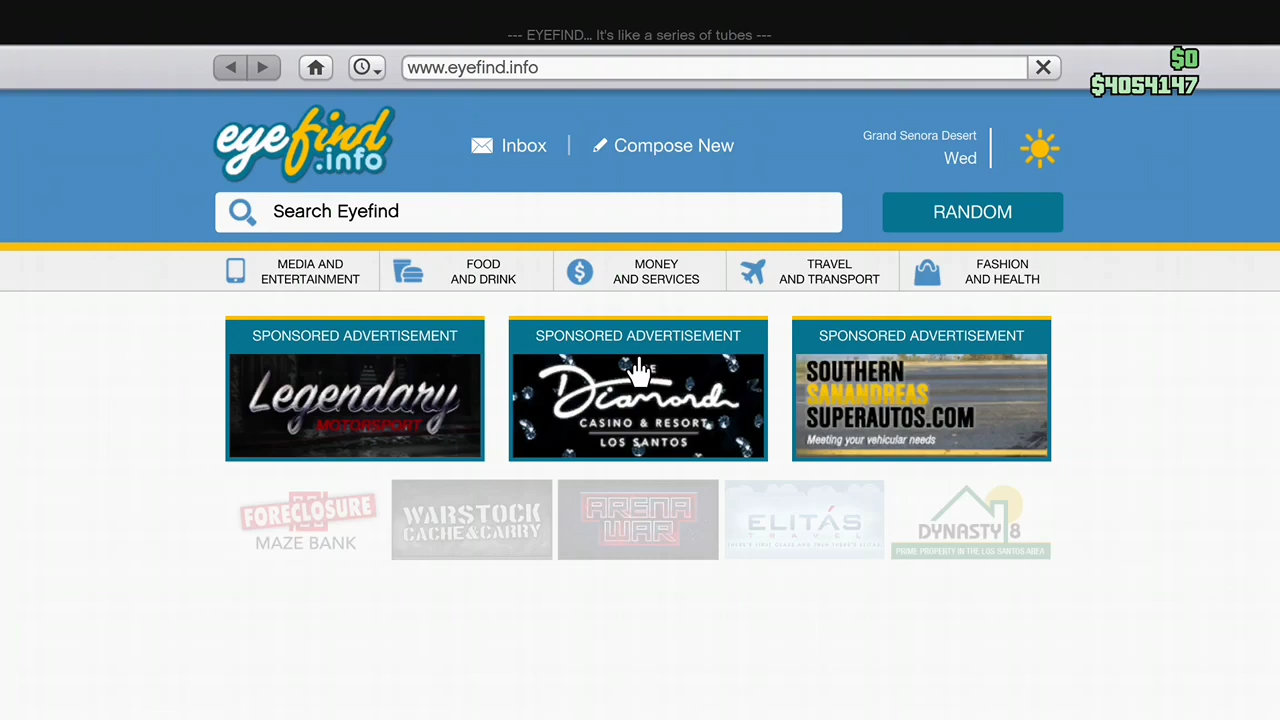 --- EYEFIND... It's like a series of tubes ---
www.eyefind.info
$0
$4054147
eyefind
.info
Inbox
Compose New
Grand Senora Desert
Wed
Search Eyefind
RANDOM
MEDIA AND
ENTERTAINMENT
FOOD
AND DRINK
MONEY
AND SERVICES
TRAVEL
AND TRANSPORT
FASHION
AND HEALTH
SPONSORED ADVERTISEMENT
Legendary
MOTORSPORT
SPONSORED ADVERTISEMENT
Diamond
CASINO & RESORT
LOS SANTOS
SPONSORED ADVERTISEMENT
SOUTHERN
SANANDREAS
SUPERAUTOS.COM
Meeting your vehicular needs
FORECLOSURE
MAZE BANK
WARSTOCK
CACHE&CARRY
ARENA
WAR
ELITÁS
TRAVEL
DYNASTY 8
PRIME PROPERTY IN THE LOS SANTOS AREA